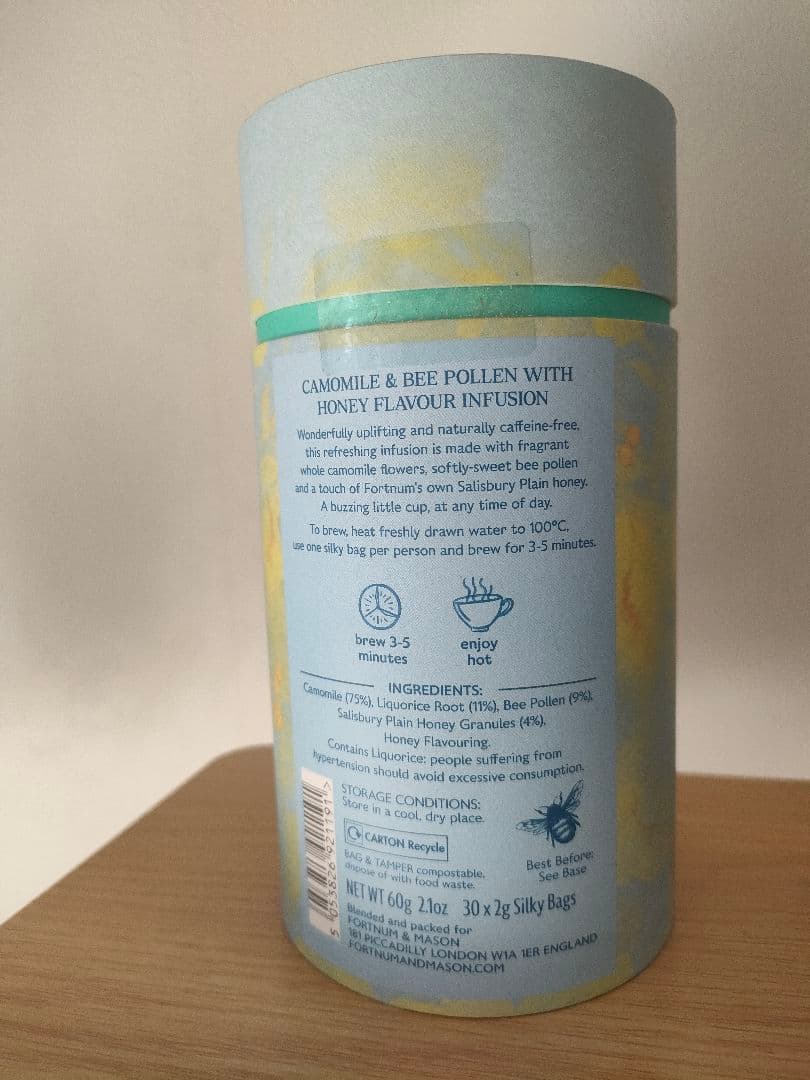 CAMOMILE & BEE POLLEN WITH
HONEY FLAVOUR INFUSION
Wonderfully uplifting and naturally caffeine-free,
this refreshing infusion is made with fragrant
whole camomile flowers, softly-sweet bee pollen
and a touch of Fortnum's own Salisbury Plain honey.
A buzzing little cup, at any time of day.
To brew, heat freshly drawn water to 100°C,
use one silky bag per person and brew for 3-5 minutes.
brew 3-5
minutes
enjoy
hot
INGREDIENTS:
Camomile (75%), Liquorice Root (11%), Bee Pollen (9%),
Salisbury Plain Honey Granules (4%),
Honey Flavouring.
Contains Liquorice: people suffering from
hypertension should avoid excessive consumption.
STORAGE CONDITIONS:
Store in a cool, dry place.
CARTON Recycle
BAG & TAMPER compostable,
dispose of with food waste.
Best Before:
See Base
NET WT 60g 2.1oz 30 x 2g Silky Bags
Blended and packed for
FORTNUM & MASON
181 PICCADILLY LONDON W1A 1ER ENGLAND
FORTNUMANDMASON.COM
5 053826 921191 >